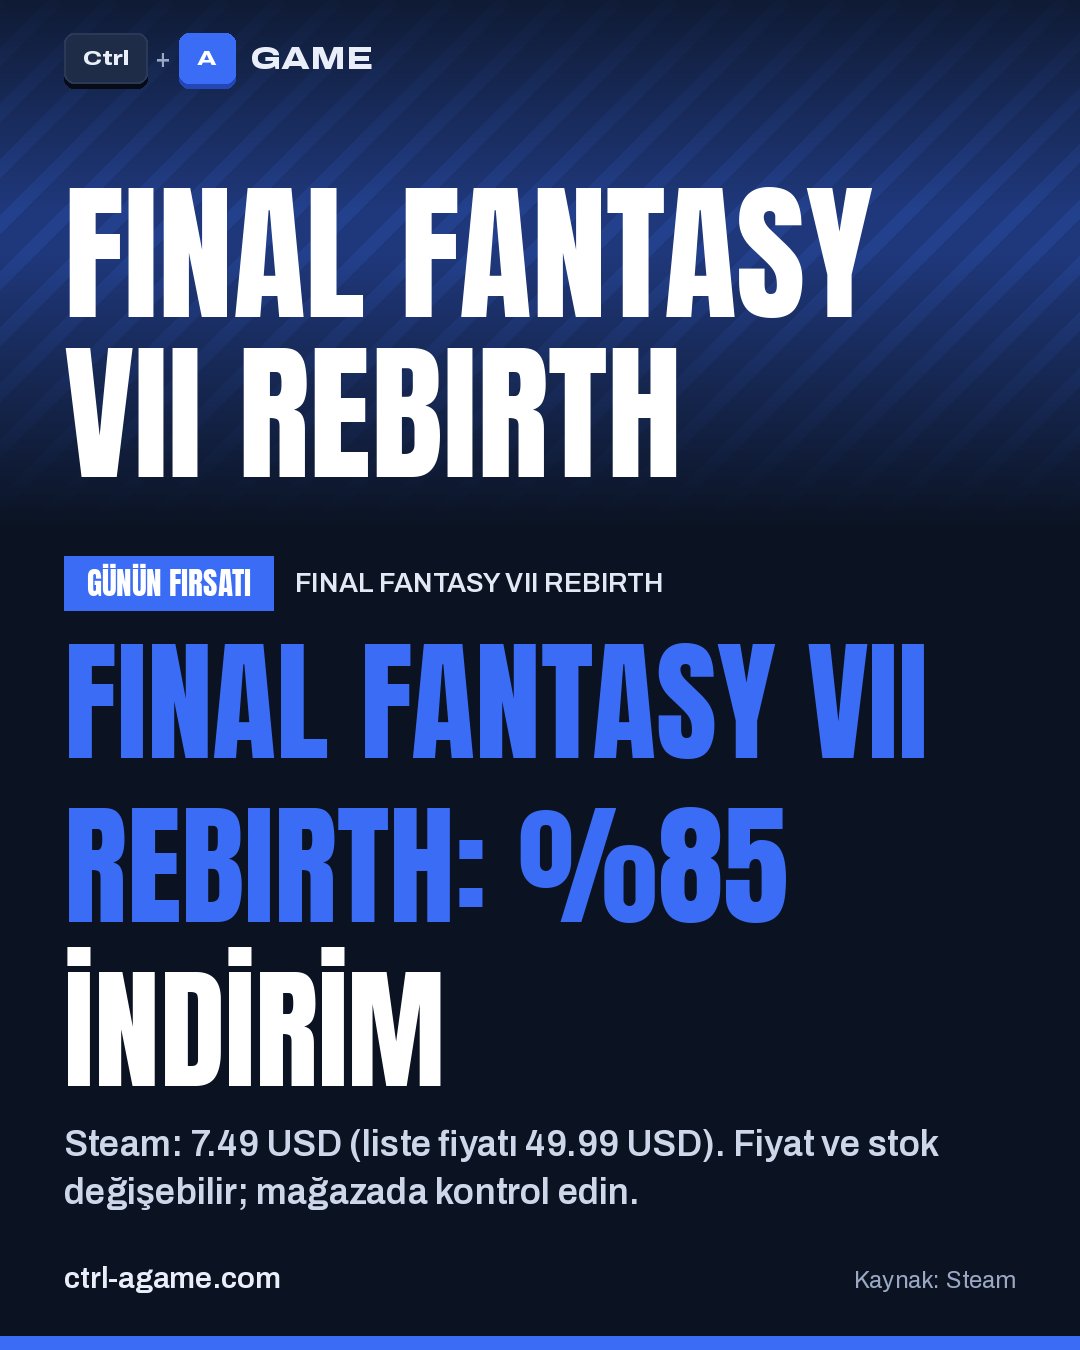 Ctrl + A GAME
FINAL FANTASY
VII REBIRTH
GÜNÜN FIRSATI FINAL FANTASY VII REBIRTH
FINAL FANTASY VII
REBIRTH: %85
İNDİRİM
Steam: 7.49 USD (liste fiyatı 49.99 USD). Fiyat ve stok
değişebilir; mağazada kontrol edin.
ctrl-agame.com Kaynak: Steam